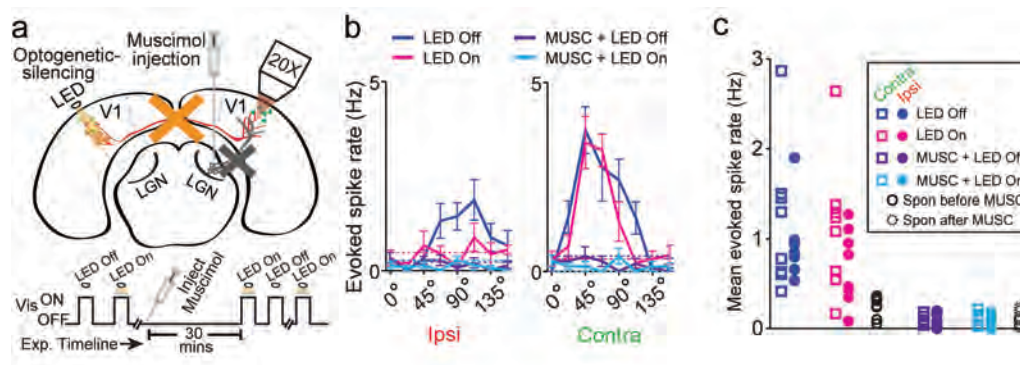 a
Muscimol
injection
Optogenetic-
silencing
LED
20X
V1
V1
LGN
LGN
LED Off
LED On
Inject
Muscimol
LED On
LED Off
LED On
Vis ON
OFF
30
mins
Exp. Timeline
b
LED Off
MUSC + LED Off
LED On
MUSC + LED On
Evoked spike rate (Hz)
5
0
0°
45°
90°
135°
Ipsi
5
0
0°
45°
90°
135°
Contra
c
Mean evoked spike rate (Hz)
3
2
1
0
Contra
Ipsi
LED Off
LED On
MUSC + LED Off
MUSC + LED On
Spon before MUSC
Spon after MUSC